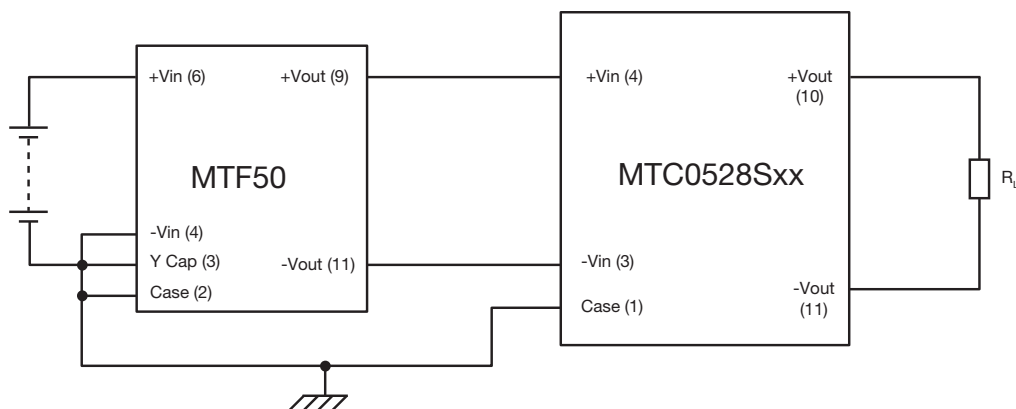 +Vin (6)
+Vout (9)
MTF50
-Vin (4)
Y Cap (3)
Case (2)
-Vout (11)
+Vin (4)
+Vout
(10)
MTC0528Sxx
-Vin (3)
Case (1)
-Vout
(11)